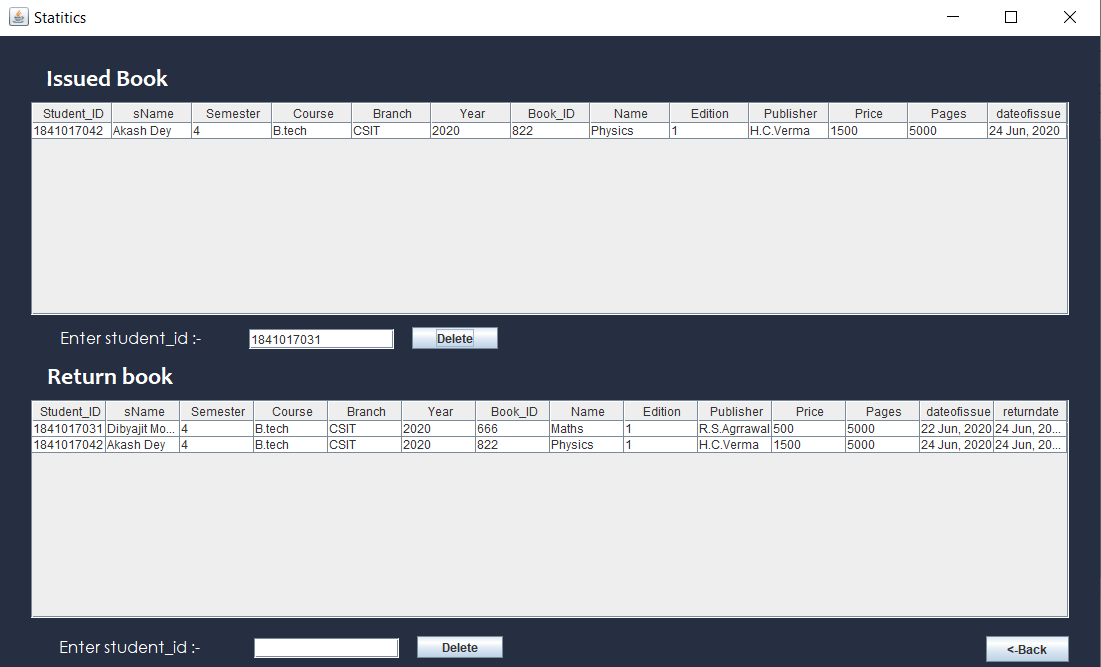 Statitics
Issued Book
Student_ID sName Semester Course Branch Year Book_ID Name Edition Publisher Price Pages dateofissue
1841017042 Akash Dey 4 B.tech CSIT 2020 822 Physics 1 H.C.Verma 1500 5000 24 Jun, 2020
Enter student_id :- 1841017031 Delete
Return book
Student_ID sName Semester Course Branch Year Book_ID Name Edition Publisher Price Pages dateofissue returndate
1841017031 Dibyajit Mo... 4 B.tech CSIT 2020 666 Maths 1 R.S.Agrrawal 500 5000 22 Jun, 2020 24 Jun, 20...
1841017042 Akash Dey 4 B.tech CSIT 2020 822 Physics 1 H.C.Verma 1500 5000 24 Jun, 2020 24 Jun, 20...
Enter student_id :- Delete <-Back